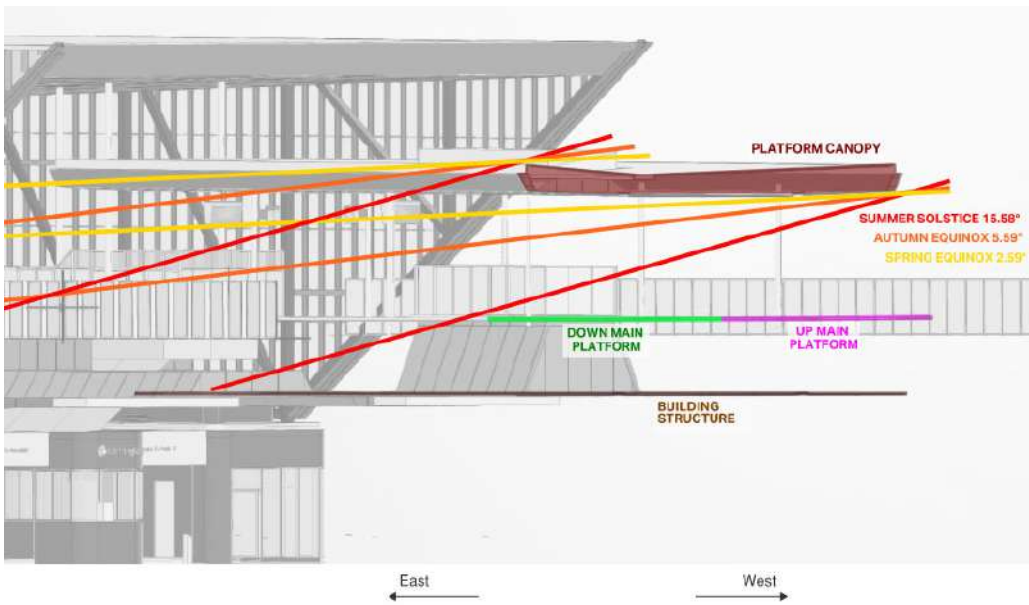 PLATFORM CANOPY
SUMMER SOLSTICE 15.58°
AUTUMN EQUINOX 5.59°
SPRING EQUINOX 2.59°
DOWN MAIN
PLATFORM
UP MAIN
PLATFORM
BUILDING
STRUCTURE
East
West